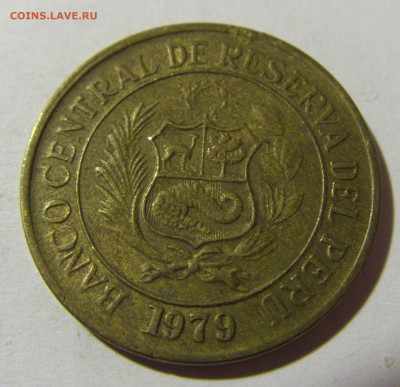 COINS.LAVE.RU
BANCO CENTRAL DE RESERVA DEL PERU
1979